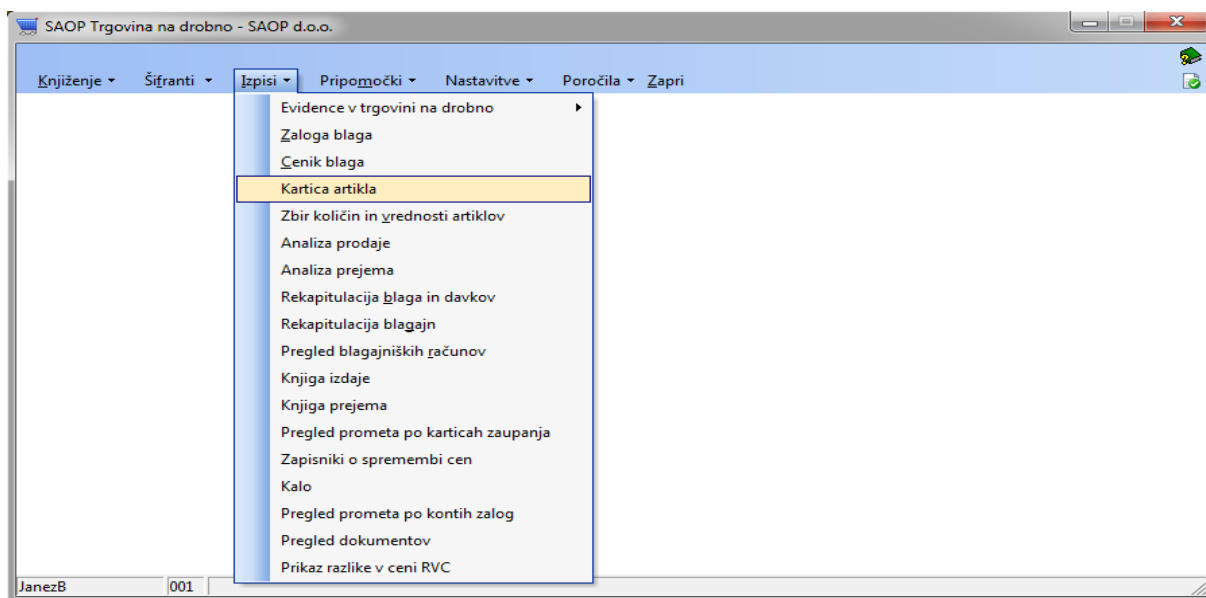 SAOP Trgovina na drobno - SAOP d.o.o.
Knjiženje Šifranti Izpisi Pripomočki Nastavitve Poročila Zapri
Evidence v trgovini na drobno
Zaloga blaga
Cenik blaga
Kartica artikla
Zbir količin in vrednosti artiklov
Analiza prodaje
Analiza prejema
Rekapitulacija blaga in davkov
Rekapitulacija blagajn
Pregled blagajniških računov
Knjiga izdaje
Knjiga prejema
Pregled prometa po karticah zaupanja
Zapisniki o spremembi cen
Kalo
Pregled prometa po kontih zalog
Pregled dokumentov
Prikaz razlike v ceni RVC
JanezB 001